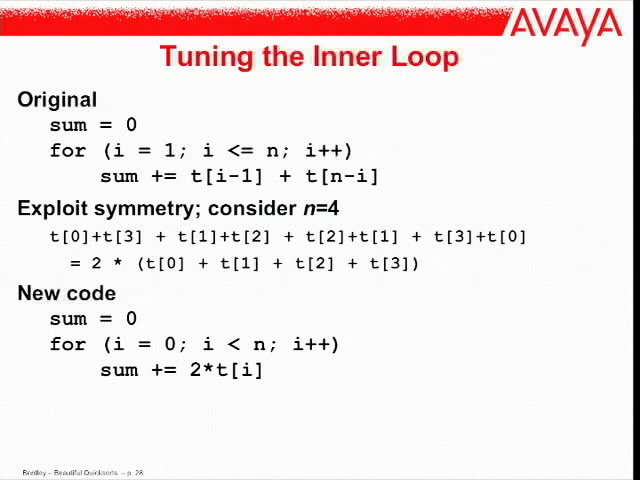 AVAYA
Tuning the Inner Loop
Original
sum = 0
for (i = 1; i <= n; i++)
sum += t[i-1] + t[n-i]
Exploit symmetry; consider n=4
t[0]+t[3] + t[1]+t[2] + t[2]+t[1] + t[3]+t[0]
= 2 * (t[0] + t[1] + t[2] + t[3])
New code
sum = 0
for (i = 0; i < n; i++)
sum += 2*t[i]
Bentley – Beautiful Quicksorts – p. 28